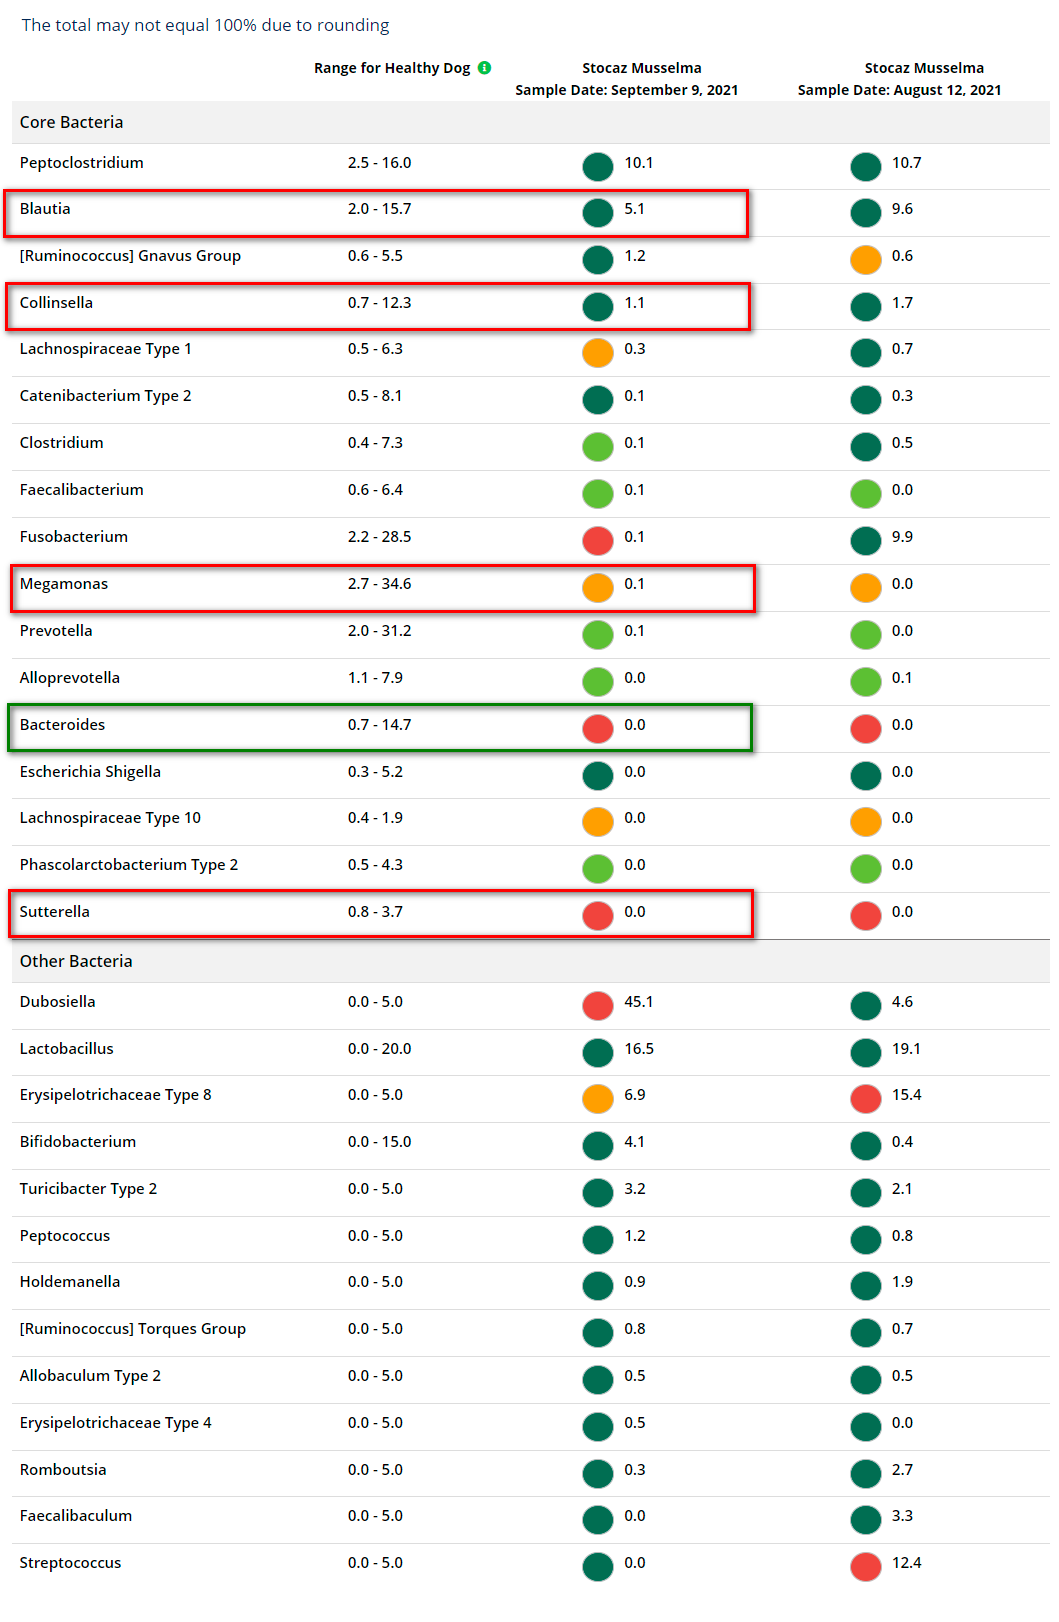 The total may not equal 100% due to rounding
Range for Healthy Dog Stocaz Musselma Stocaz Musselma
Sample Date: September 9, 2021 Sample Date: August 12, 2021
Core Bacteria
Peptoclostridium 2.5 - 16.0 10.1 10.7
Blautia 2.0 - 15.7 5.1 9.6
[Ruminococcus] Gnavus Group 0.6 - 5.5 1.2 0.6
Collinsella 0.7 - 12.3 1.1 1.7
Lachnospiraceae Type 1 0.5 - 6.3 0.3 0.7
Catenibacterium Type 2 0.5 - 8.1 0.1 0.3
Clostridium 0.4 - 7.3 0.1 0.5
Faecalibacterium 0.6 - 6.4 0.1 0.0
Fusobacterium 2.2 - 28.5 0.1 9.9
Megamonas 2.7 - 34.6 0.1 0.0
Prevotella 2.0 - 31.2 0.1 0.0
Alloprevotella 1.1 - 7.9 0.0 0.1
Bacteroides 0.7 - 14.7 0.0 0.0
Escherichia Shigella 0.3 - 5.2 0.0 0.0
Lachnospiraceae Type 10 0.4 - 1.9 0.0 0.0
Phascolarctobacterium Type 2 0.5 - 4.3 0.0 0.0
Sutterella 0.8 - 3.7 0.0 0.0
Other Bacteria
Dubosiella 0.0 - 5.0 45.1 4.6
Lactobacillus 0.0 - 20.0 16.5 19.1
Erysipelotrichaceae Type 8 0.0 - 5.0 6.9 15.4
Bifidobacterium 0.0 - 15.0 4.1 0.4
Turicibacter Type 2 0.0 - 5.0 3.2 2.1
Peptococcus 0.0 - 5.0 1.2 0.8
Holdemanella 0.0 - 5.0 0.9 1.9
[Ruminococcus] Torques Group 0.0 - 5.0 0.8 0.7
Allobaculum Type 2 0.0 - 5.0 0.5 0.5
Erysipelotrichaceae Type 4 0.0 - 5.0 0.5 0.0
Romboutsia 0.0 - 5.0 0.3 2.7
Faecalibaculum 0.0 - 5.0 0.0 3.3
Streptococcus 0.0 - 5.0 0.0 12.4